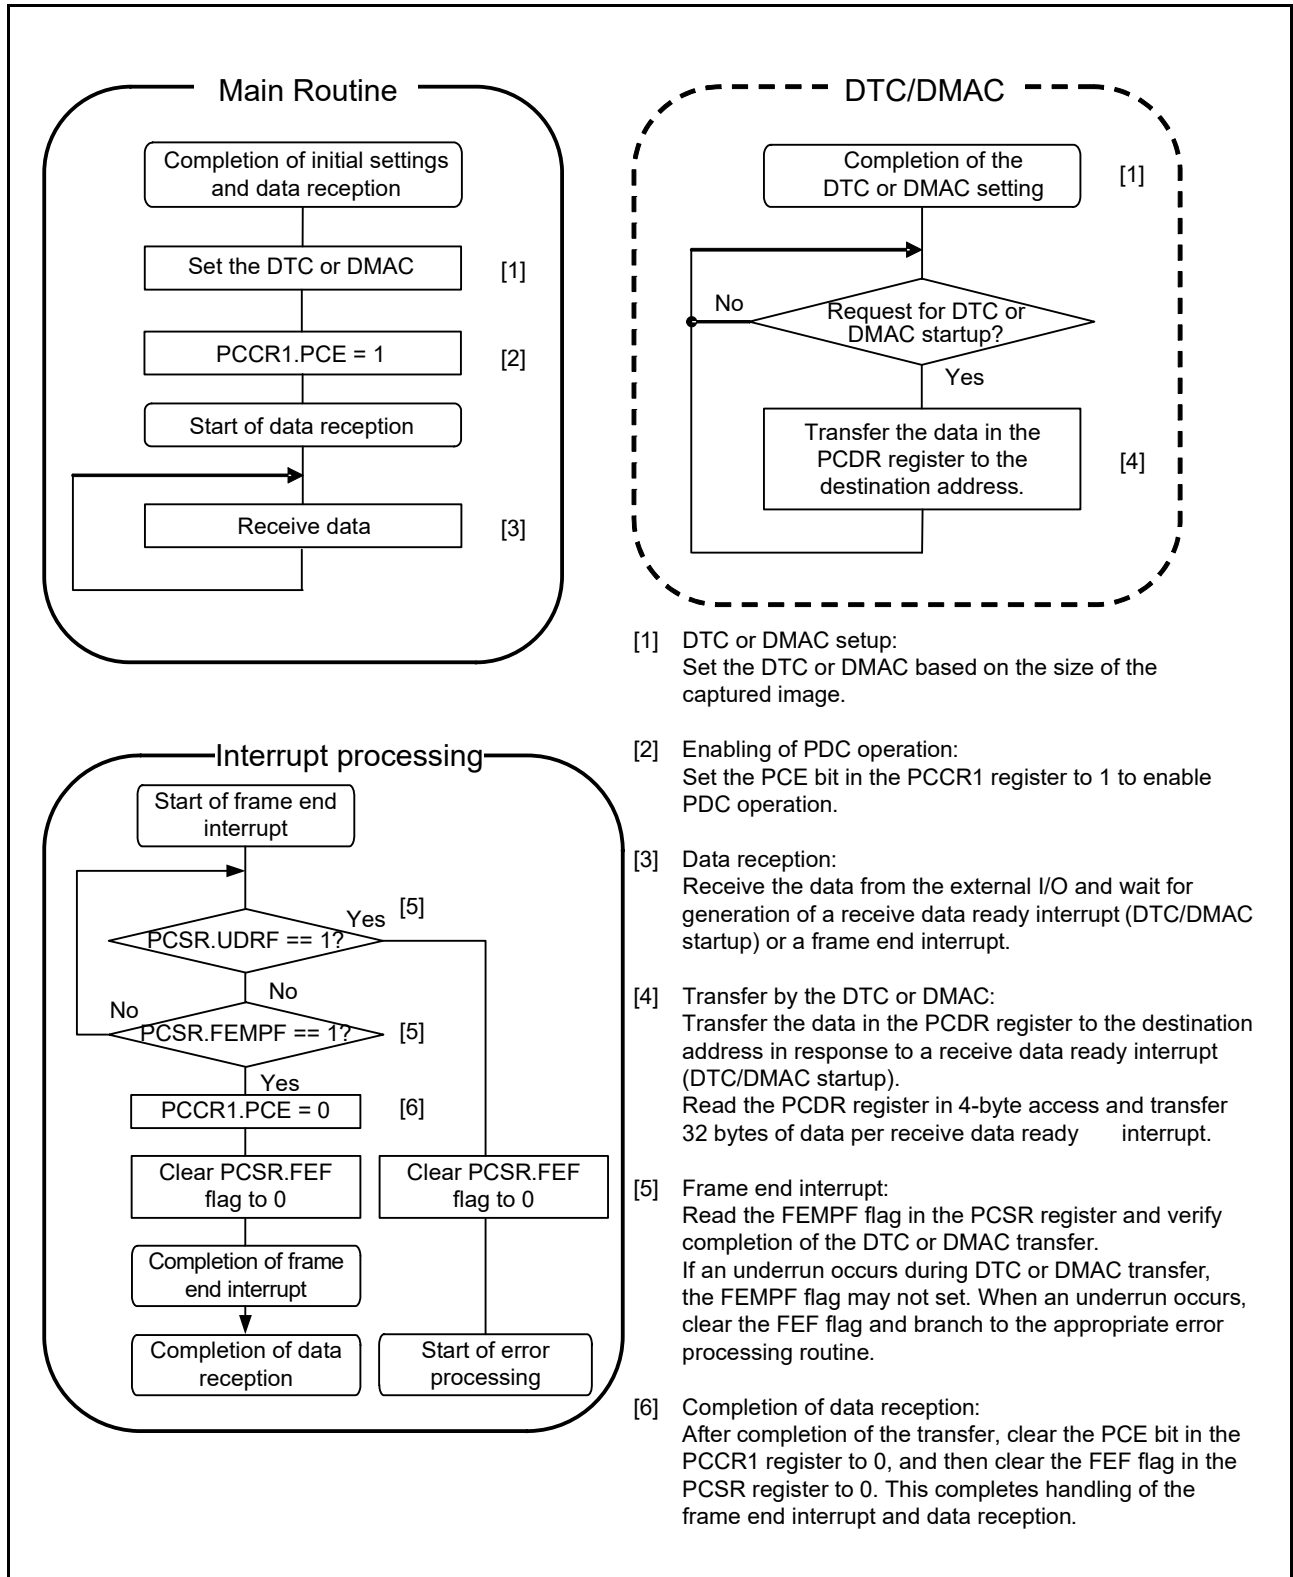 Main Routine
Completion of initial settings
and data reception
Set the DTC or DMAC
[1]
PCCR1.PCE = 1
[2]
Start of data reception
Receive data
[3]
DTC/DMAC
Completion of the
DTC or DMAC setting
[1]
No
Request for DTC or
DMAC startup?
Yes
Transfer the data in the
PCDR register to the
destination address.
[4]
Interrupt processing
Start of frame end
interrupt
Yes
[5]
PCSR.UDRF == 1?
No
No
PCSR.FEMPF == 1?
[5]
Yes
PCCR1.PCE = 0
[6]
Clear PCSR.FEF
flag to 0
Clear PCSR.FEF
flag to 0
Completion of frame
end interrupt
Completion of data
reception
Start of error
processing
[1] DTC or DMAC setup:
Set the DTC or DMAC based on the size of the
captured image.
[2] Enabling of PDC operation:
Set the PCE bit in the PCCR1 register to 1 to enable
PDC operation.
[3] Data reception:
Receive the data from the external I/O and wait for
generation of a receive data ready interrupt (DTC/DMAC
startup) or a frame end interrupt.
[4] Transfer by the DTC or DMAC:
Transfer the data in the PCDR register to the destination
address in response to a receive data ready interrupt
(DTC/DMAC startup).
Read the PCDR register in 4-byte access and transfer
32 bytes of data per receive data ready interrupt.
[5] Frame end interrupt:
Read the FEMPF flag in the PCSR register and verify
completion of the DTC or DMAC transfer.
If an underrun occurs during DTC or DMAC transfer,
the FEMPF flag may not set. When an underrun occurs,
clear the FEF flag and branch to the appropriate error
processing routine.
[6] Completion of data reception:
After completion of the transfer, clear the PCE bit in the
PCCR1 register to 0, and then clear the FEF flag in the
PCSR register to 0. This completes handling of the
frame end interrupt and data reception.